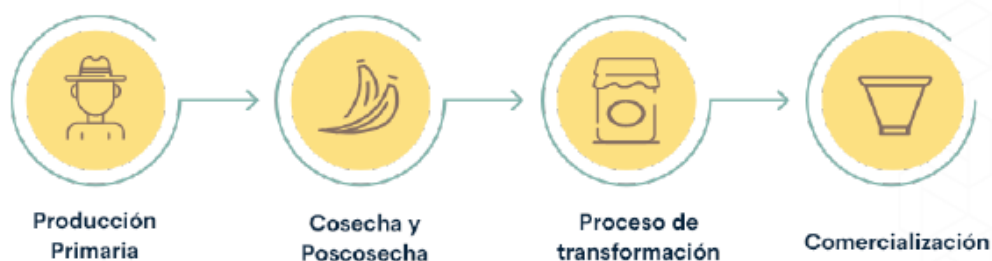 Producción
Primaria
Cosecha y
Poscosecha
Proceso de
transformación
Comercialización